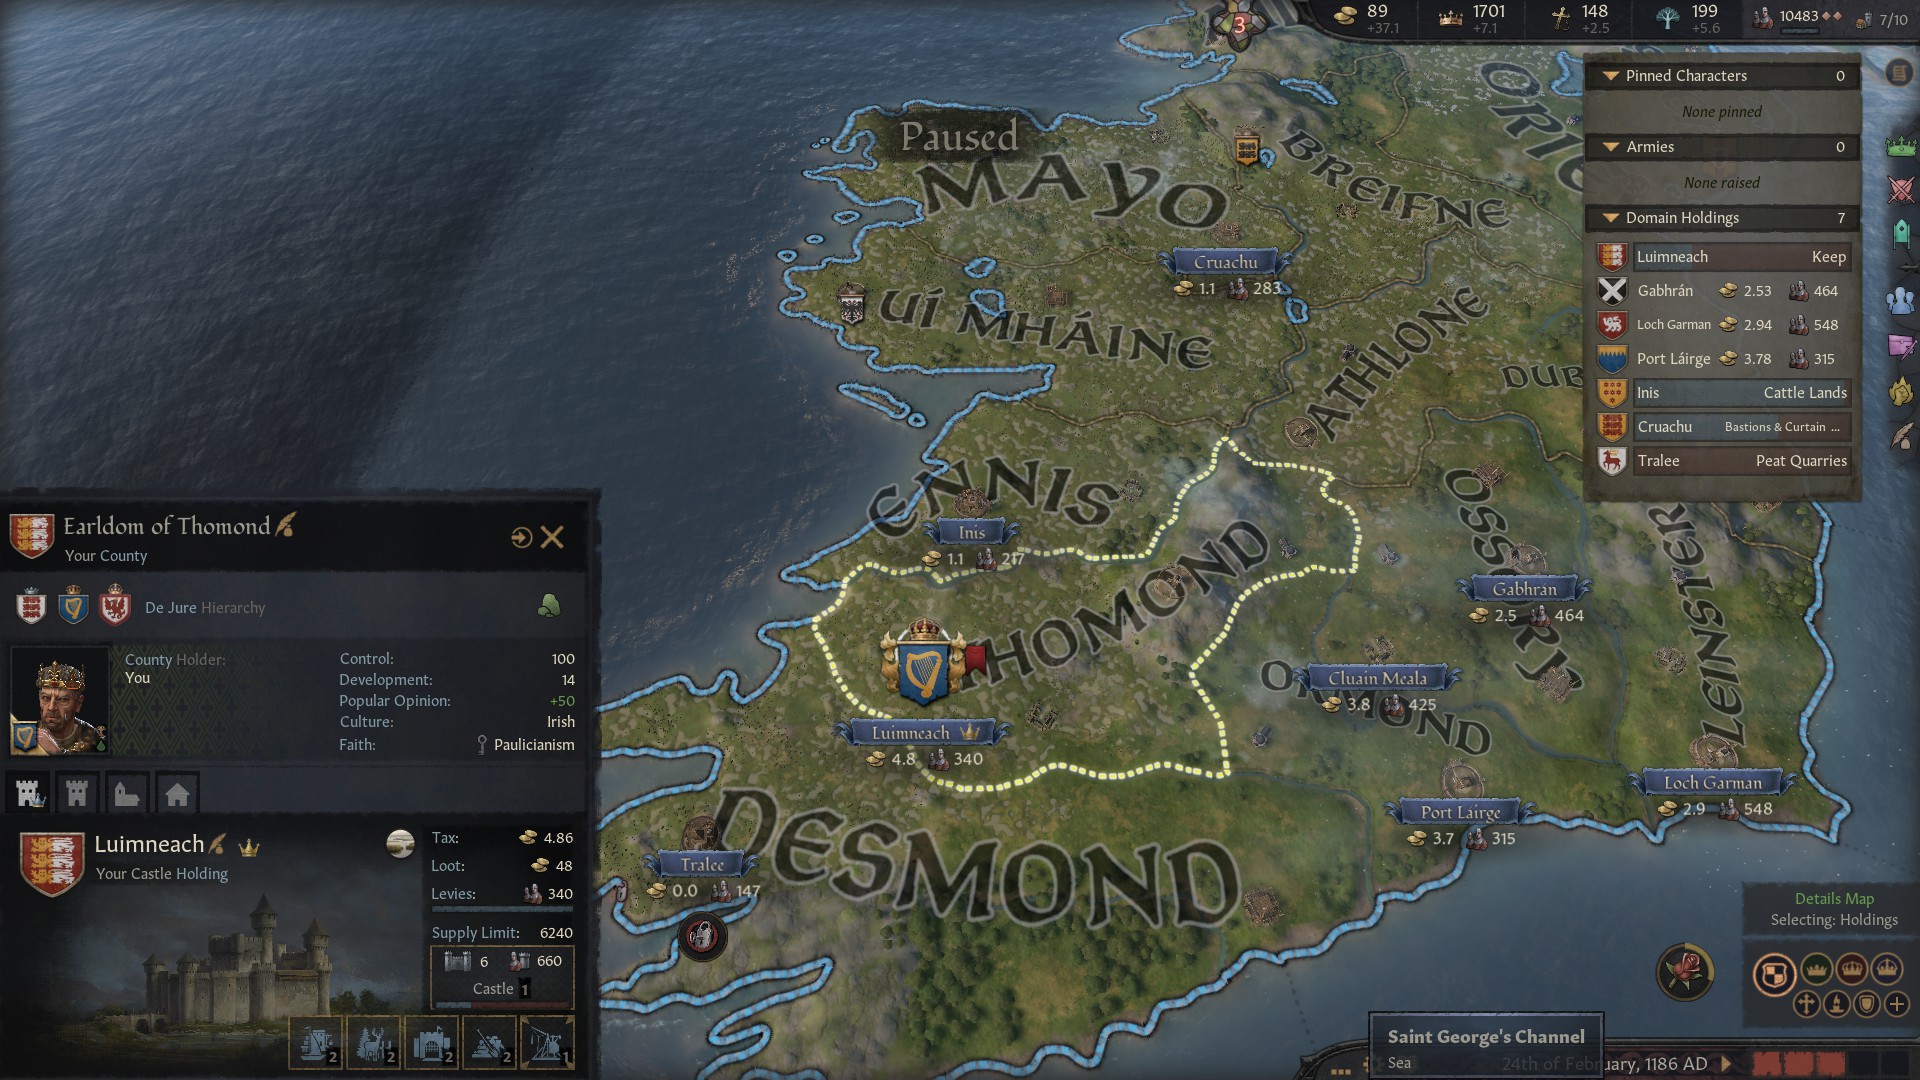 3
89
+37.1
1701
+7.1
148
+2.5
199
+5.6
10483
7/10
Paused
Pinned Characters 0
None pinned
Armies 0
None raised
Domain Holdings 7
Luimneach Keep
Gabhrán 2.53 464
Loch Garman 2.94 548
Port Láirge 3.78 315
Inis Cattle Lands
Cruachu Bastions & Curtain ...
Tralee Peat Quarries
MAYO
BREIFNE
ORIE
Cruachu
1.1 283
UÍ MHÁINE
ATHLONE
DUB
ENNIS
Inis
1.1 217
THOMOND
OSSORY
LEINSTER
Gabhrán
2.5 464
ORMOND
Cluain Meala
3.8 425
Luimneach
4.8 340
Loch Garman
2.9 548
Port Láirge
3.7 315
DESMOND
Tralee
0.0 147
Earldom of Thomond
Your County
De Jure Hierarchy
County Holder:
You
Control: 100
Development: 14
Popular Opinion: +50
Culture: Irish
Faith: Paulicianism
Luimneach
Your Castle Holding
Tax: 4.86
Loot: 48
Levies: 340
Supply Limit: 6240
6 660
Castle 1
2 2 2 2 1
Details Map
Selecting: Holdings
Saint George's Channel
Sea
24th of February, 1186 AD